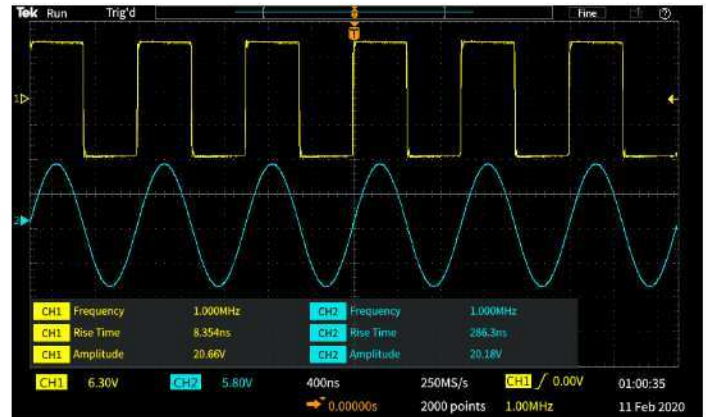 Tek Run Trig'd Fine
T
1
2
CH1 Frequency 1.000MHz CH2 Frequency 1.000MHz
CH1 Rise Time 8.354ns CH2 Rise Time 286.3ns
CH1 Amplitude 20.66V CH2 Amplitude 20.18V
CH1 6.30V CH2 5.80V 400ns 250MS/s CH1 0.00V 01:00:35
0.00000s 2000 points 1.00MHz 11 Feb 2020